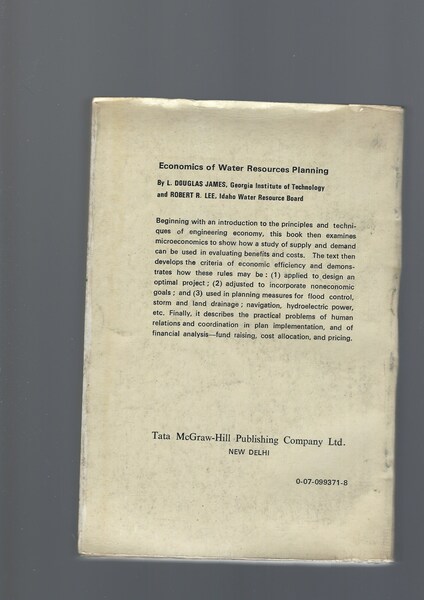 Economics of Water Resources Planning
By L. DOUGLAS JAMES, Georgia Institute of Technology
and ROBERT R. LEE, Idaho Water Resource Board
Beginning with an introduction to the principles and techni-
ques of engineering economy, this book then examines
microeconomics to show how a study of supply and demand
can be used in evaluating benefits and costs. The text then
develops the criteria of economic efficiency and demons-
trates how these rules may be : (1) applied to design an
optimal project ; (2) adjusted to incorporate noneconomic
goals ; and (3) used in planning measures for flood control,
storm and land drainage ; navigation, hydroelectric power,
etc. Finally, it describes the practical problems of human
relations and coordination in plan implementation, and of
financial analysis—fund raising, cost allocation, and pricing.
Tata McGraw-Hill Publishing Company Ltd.
NEW DELHI
0-07-099371-8